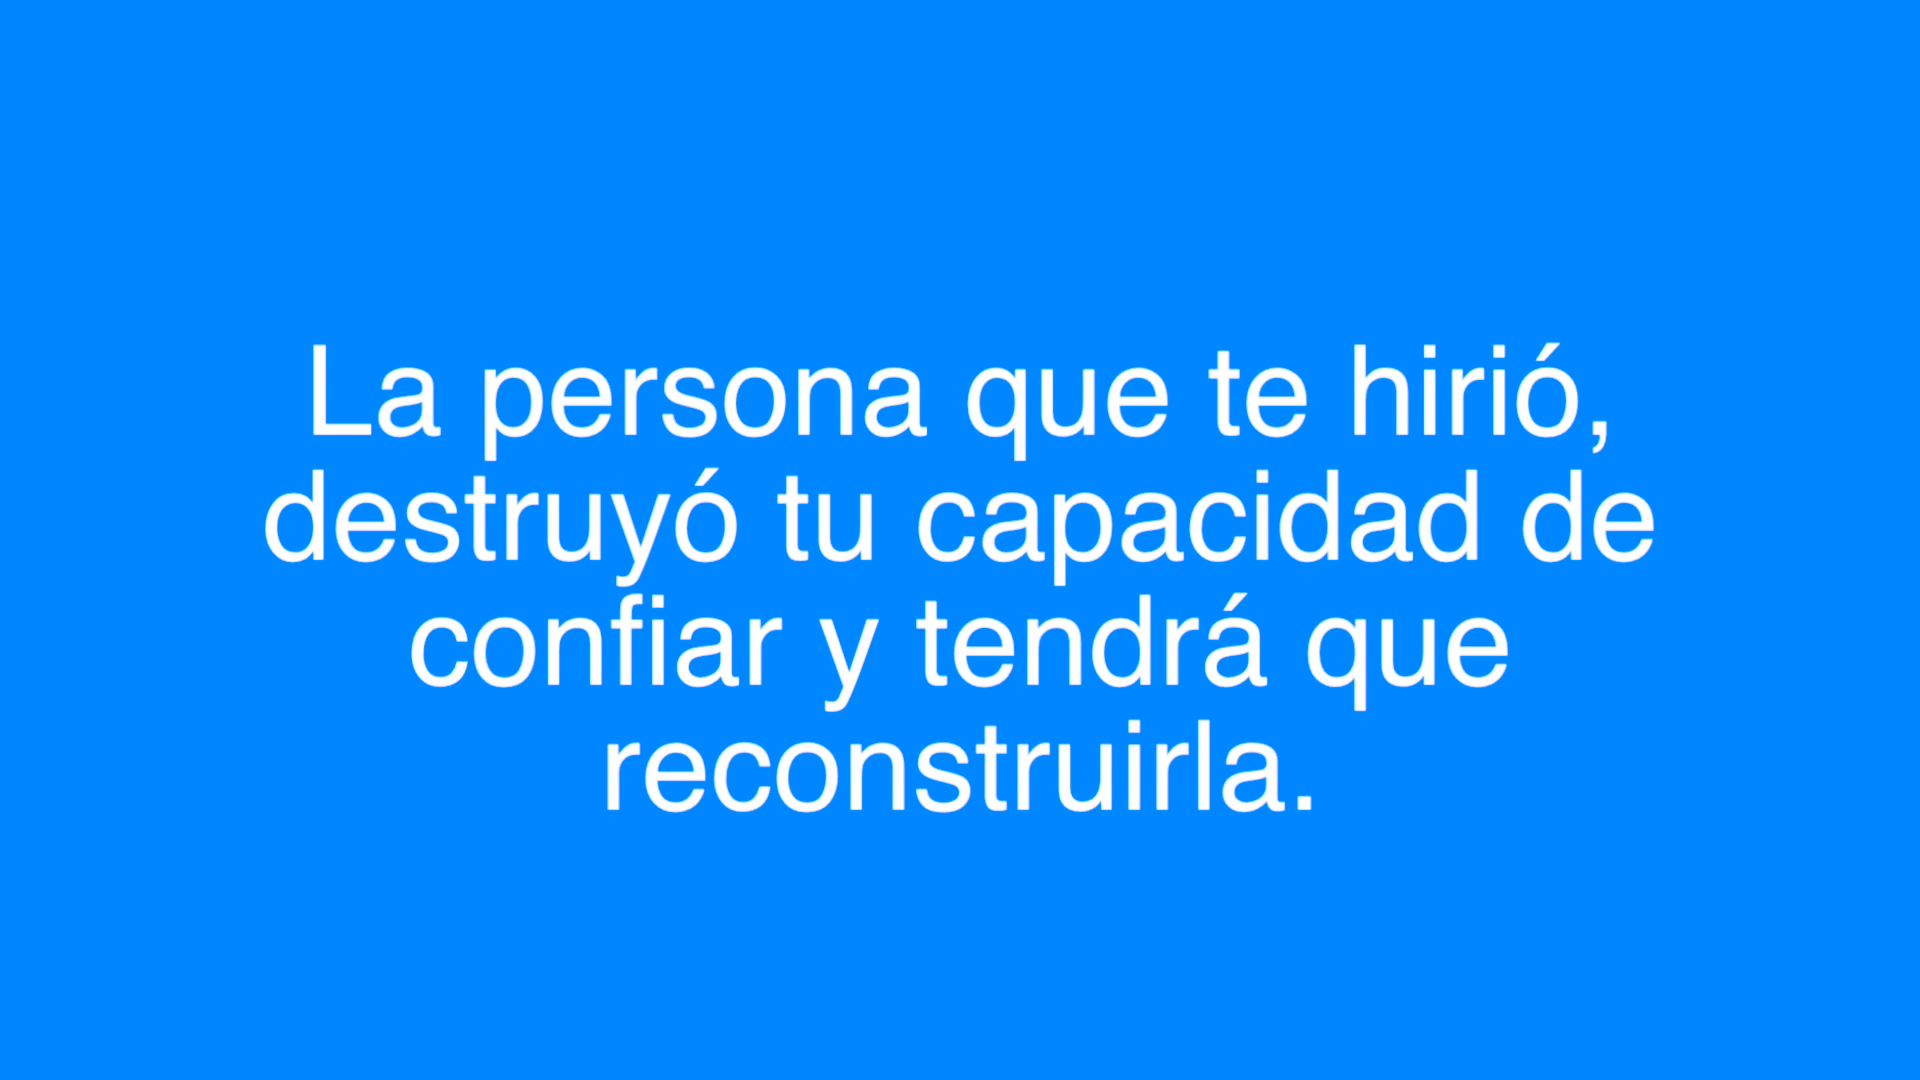 La persona que te hirió,
destruyó tu capacidad de
confiar y tendrá que
reconstruirla.